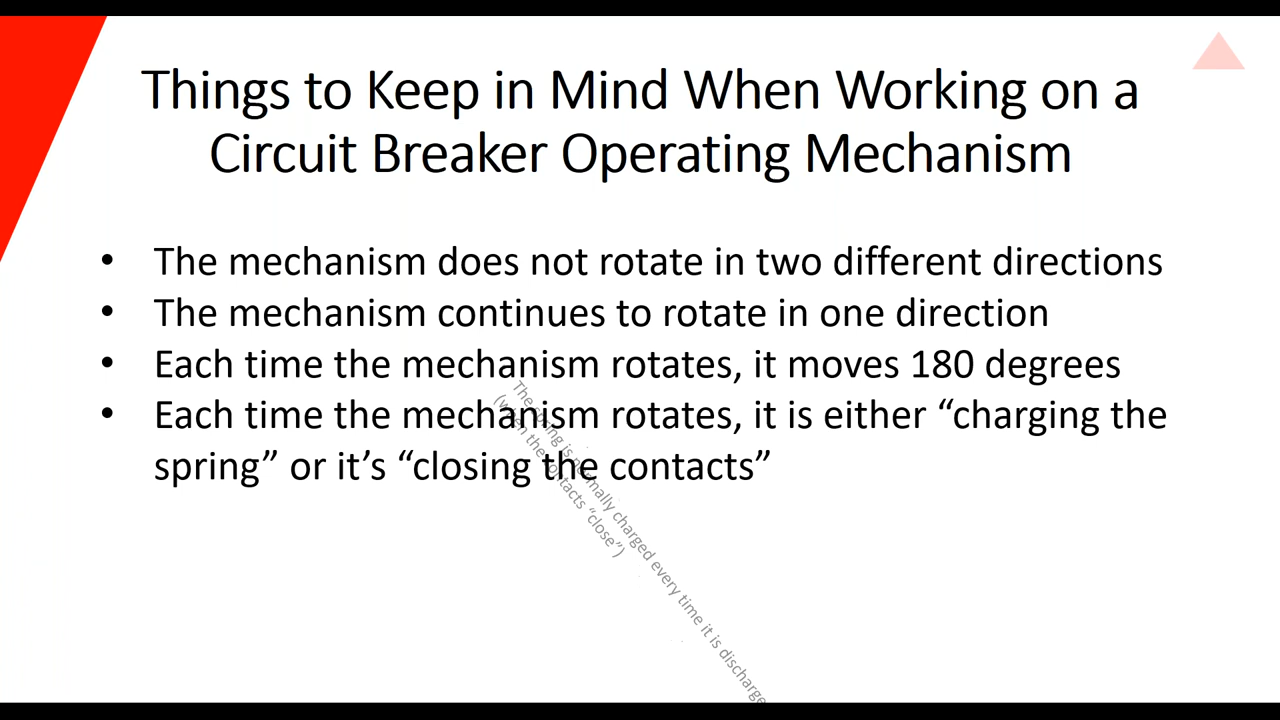 Things to Keep in Mind When Working on a
Circuit Breaker Operating Mechanism
• The mechanism does not rotate in two different directions
• The mechanism continues to rotate in one direction
• Each time the mechanism rotates, it moves 180 degrees
• Each time the mechanism rotates, it is either “charging the
spring” or it’s “closing the contacts”
The spring is normally charged every time it is discharge
(when the contacts “close”)